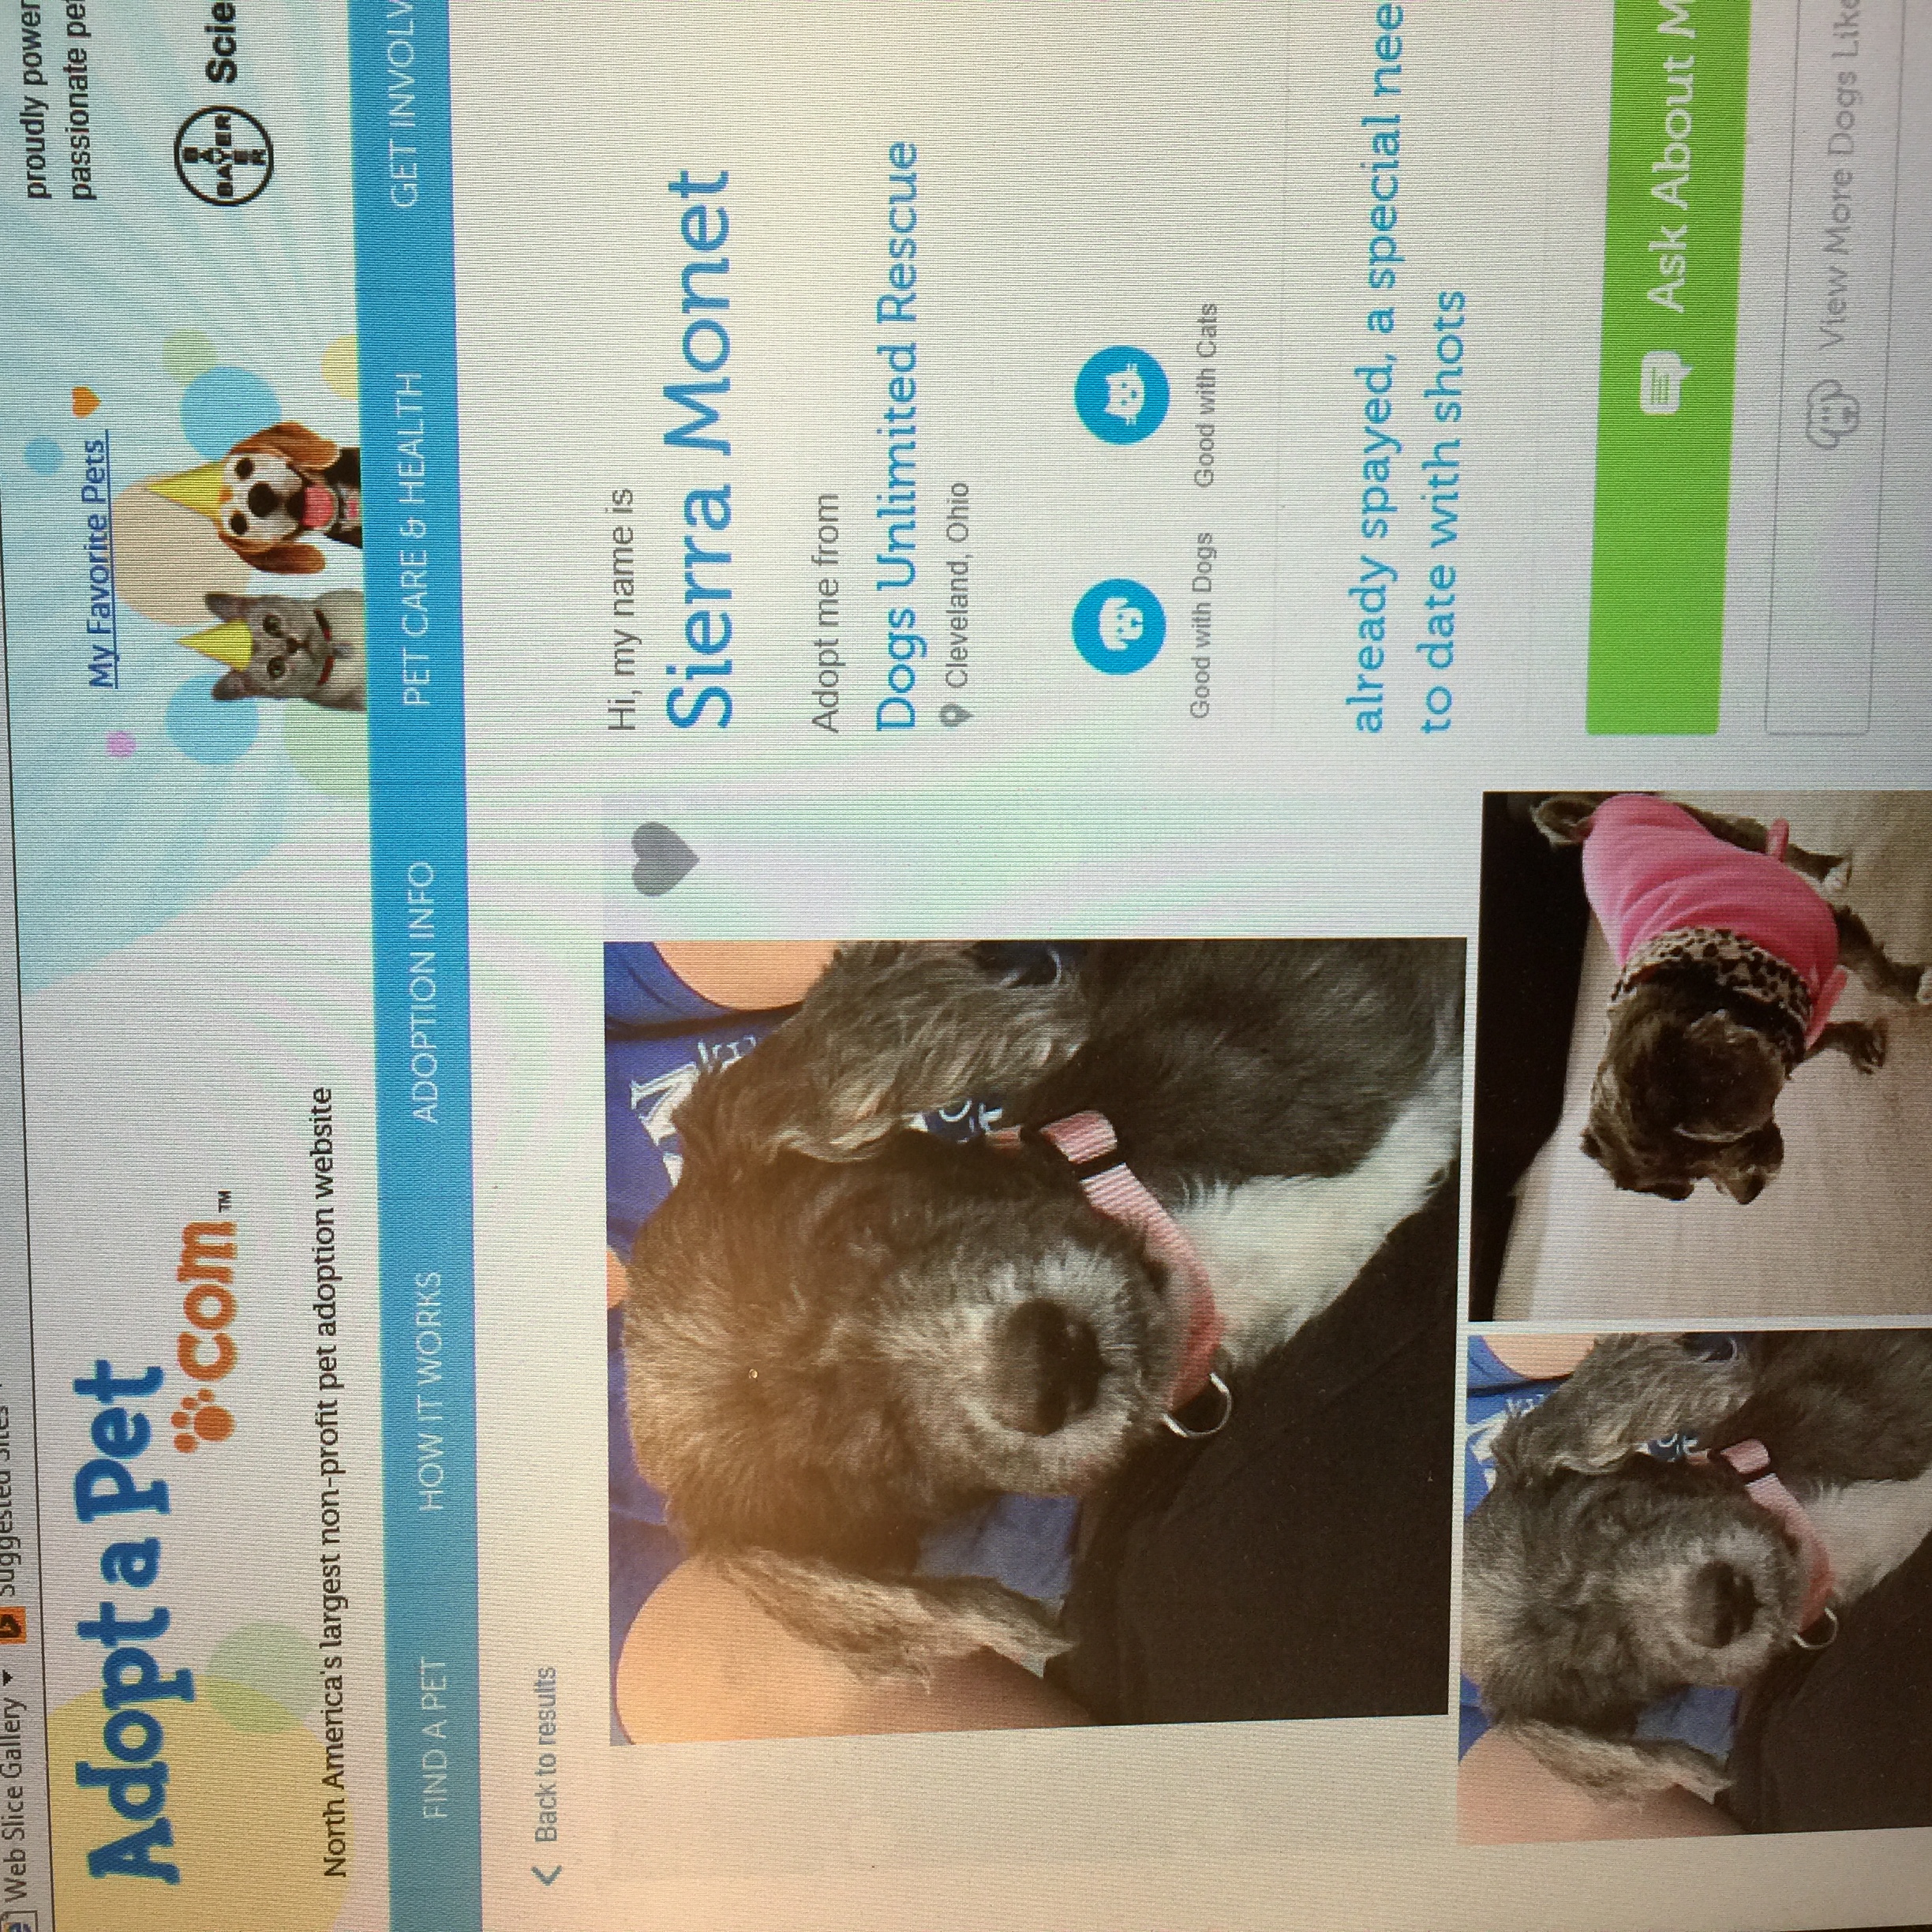 Web Slice Gallery
Suggested Sites
proudly power
passionate pe
My Favorite Pets
Adopt a Pet
.com™
BAYER
BAYER
Scie
North America's largest non-profit pet adoption website
FIND A PET
HOW IT WORKS
ADOPTION INFO
PET CARE & HEALTH
GET INVOLV
Back to results
Hi, my name is
Sierra Monet
Adopt me from
Dogs Unlimited Rescue
Cleveland, Ohio
Good with Dogs
Good with Cats
already spayed, a special nee
to date with shots
Ask About M
View More Dogs Like